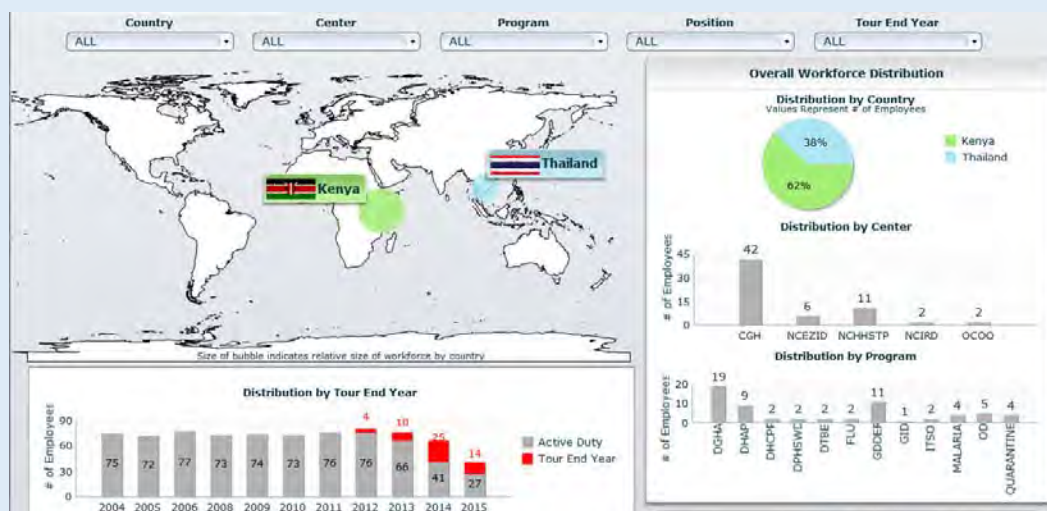 Country Center Program Position Tour End Year
ALL ALL ALL ALL ALL
Kenya
Thailand
Size of bubble indicates relative size of workforce by country
Distribution by Tour End Year
# of Employees
90
60
30
0
4 10 25 14
75 72 77 73 74 73 76 76 66 41 27
2004 2005 2006 2008 2009 2010 2011 2012 2013 2014 2015
Active Duty
Tour End Year
Overall Workforce Distribution
Distribution by Country
Values Represent # of Employees
38%
62%
Kenya
Thailand
Distribution by Center
# of Employees
45
30
15
0
42 6 11 2 2
CGH NCEZID NCHHSTP NCIRD OCOO
Distribution by Program
# of Employees
20
10
0
19 9 2 2 2 2 11 1 2 4 5 4
DGHA DHAP DHCPF DPHSWD DTBE FLU GDDER GID ITSO MALARIA OD QUARANTINE